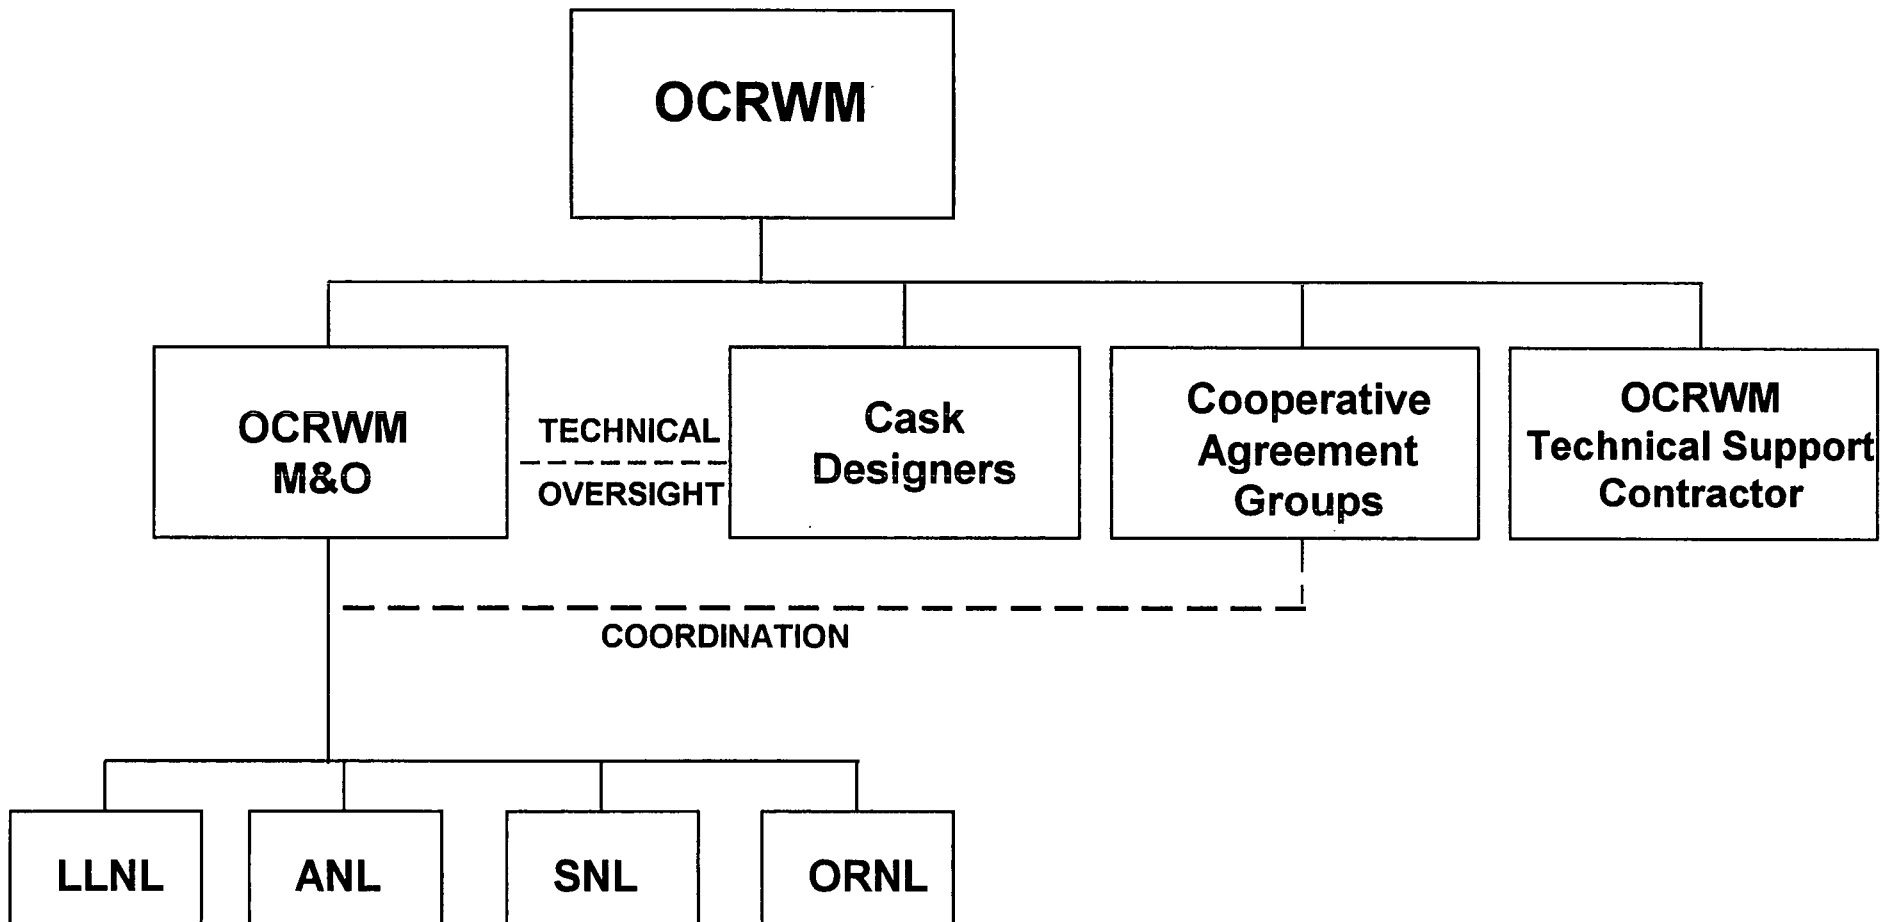 OCRWM
OCRWM
M&O
TECHNICAL
OVERSIGHT
Cask
Designers
Cooperative
Agreement
Groups
OCRWM
Technical Support
Contractor
COORDINATION
LLNL
ANL
SNL
ORNL